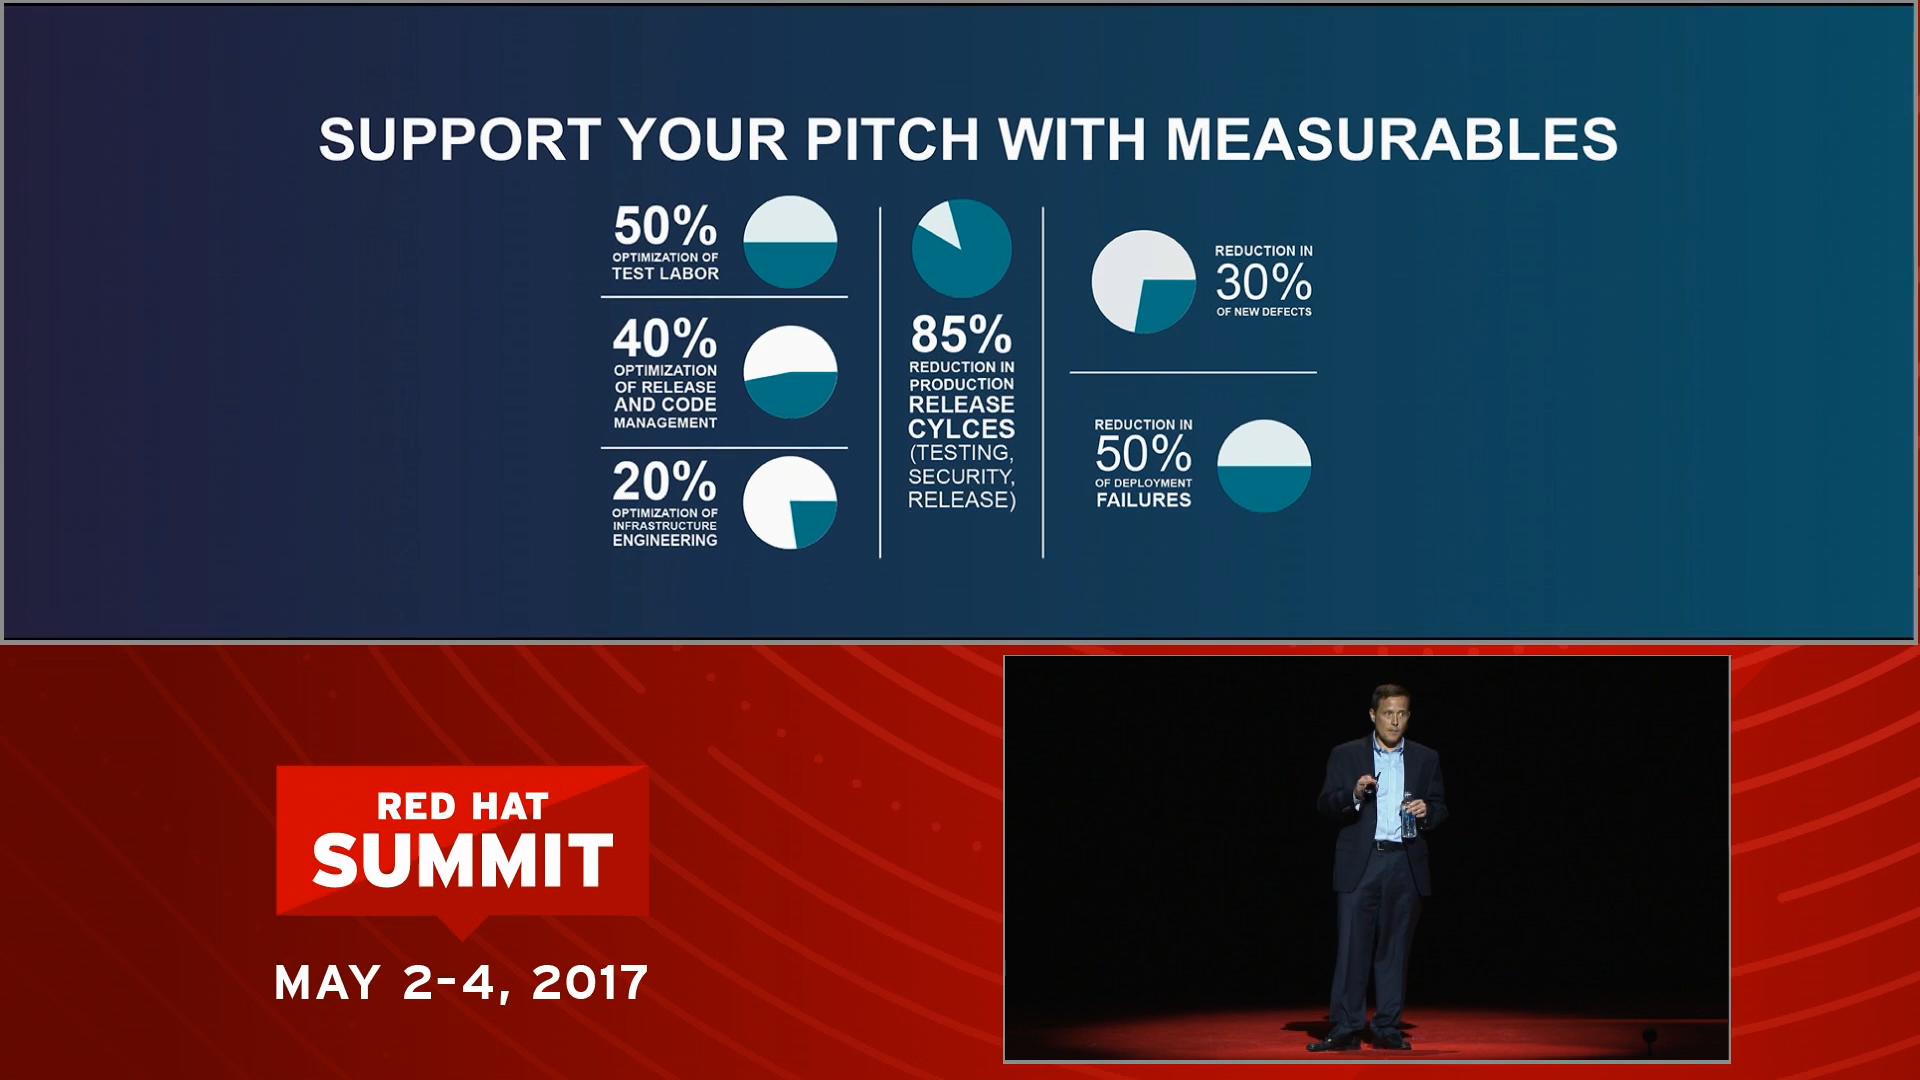 SUPPORT YOUR PITCH WITH MEASURABLES
50%
OPTIMIZATION OF
TEST LABOR
40%
OPTIMIZATION
OF RELEASE
AND CODE
MANAGEMENT
20%
OPTIMIZATION OF
INFRASTRUCTURE
ENGINEERING
85%
REDUCTION IN
PRODUCTION
RELEASE
CYLCES
(TESTING,
SECURITY,
RELEASE)
REDUCTION IN
30%
OF NEW DEFECTS
REDUCTION IN
50%
OF DEPLOYMENT
FAILURES
RED HAT
SUMMIT
MAY 2-4, 2017